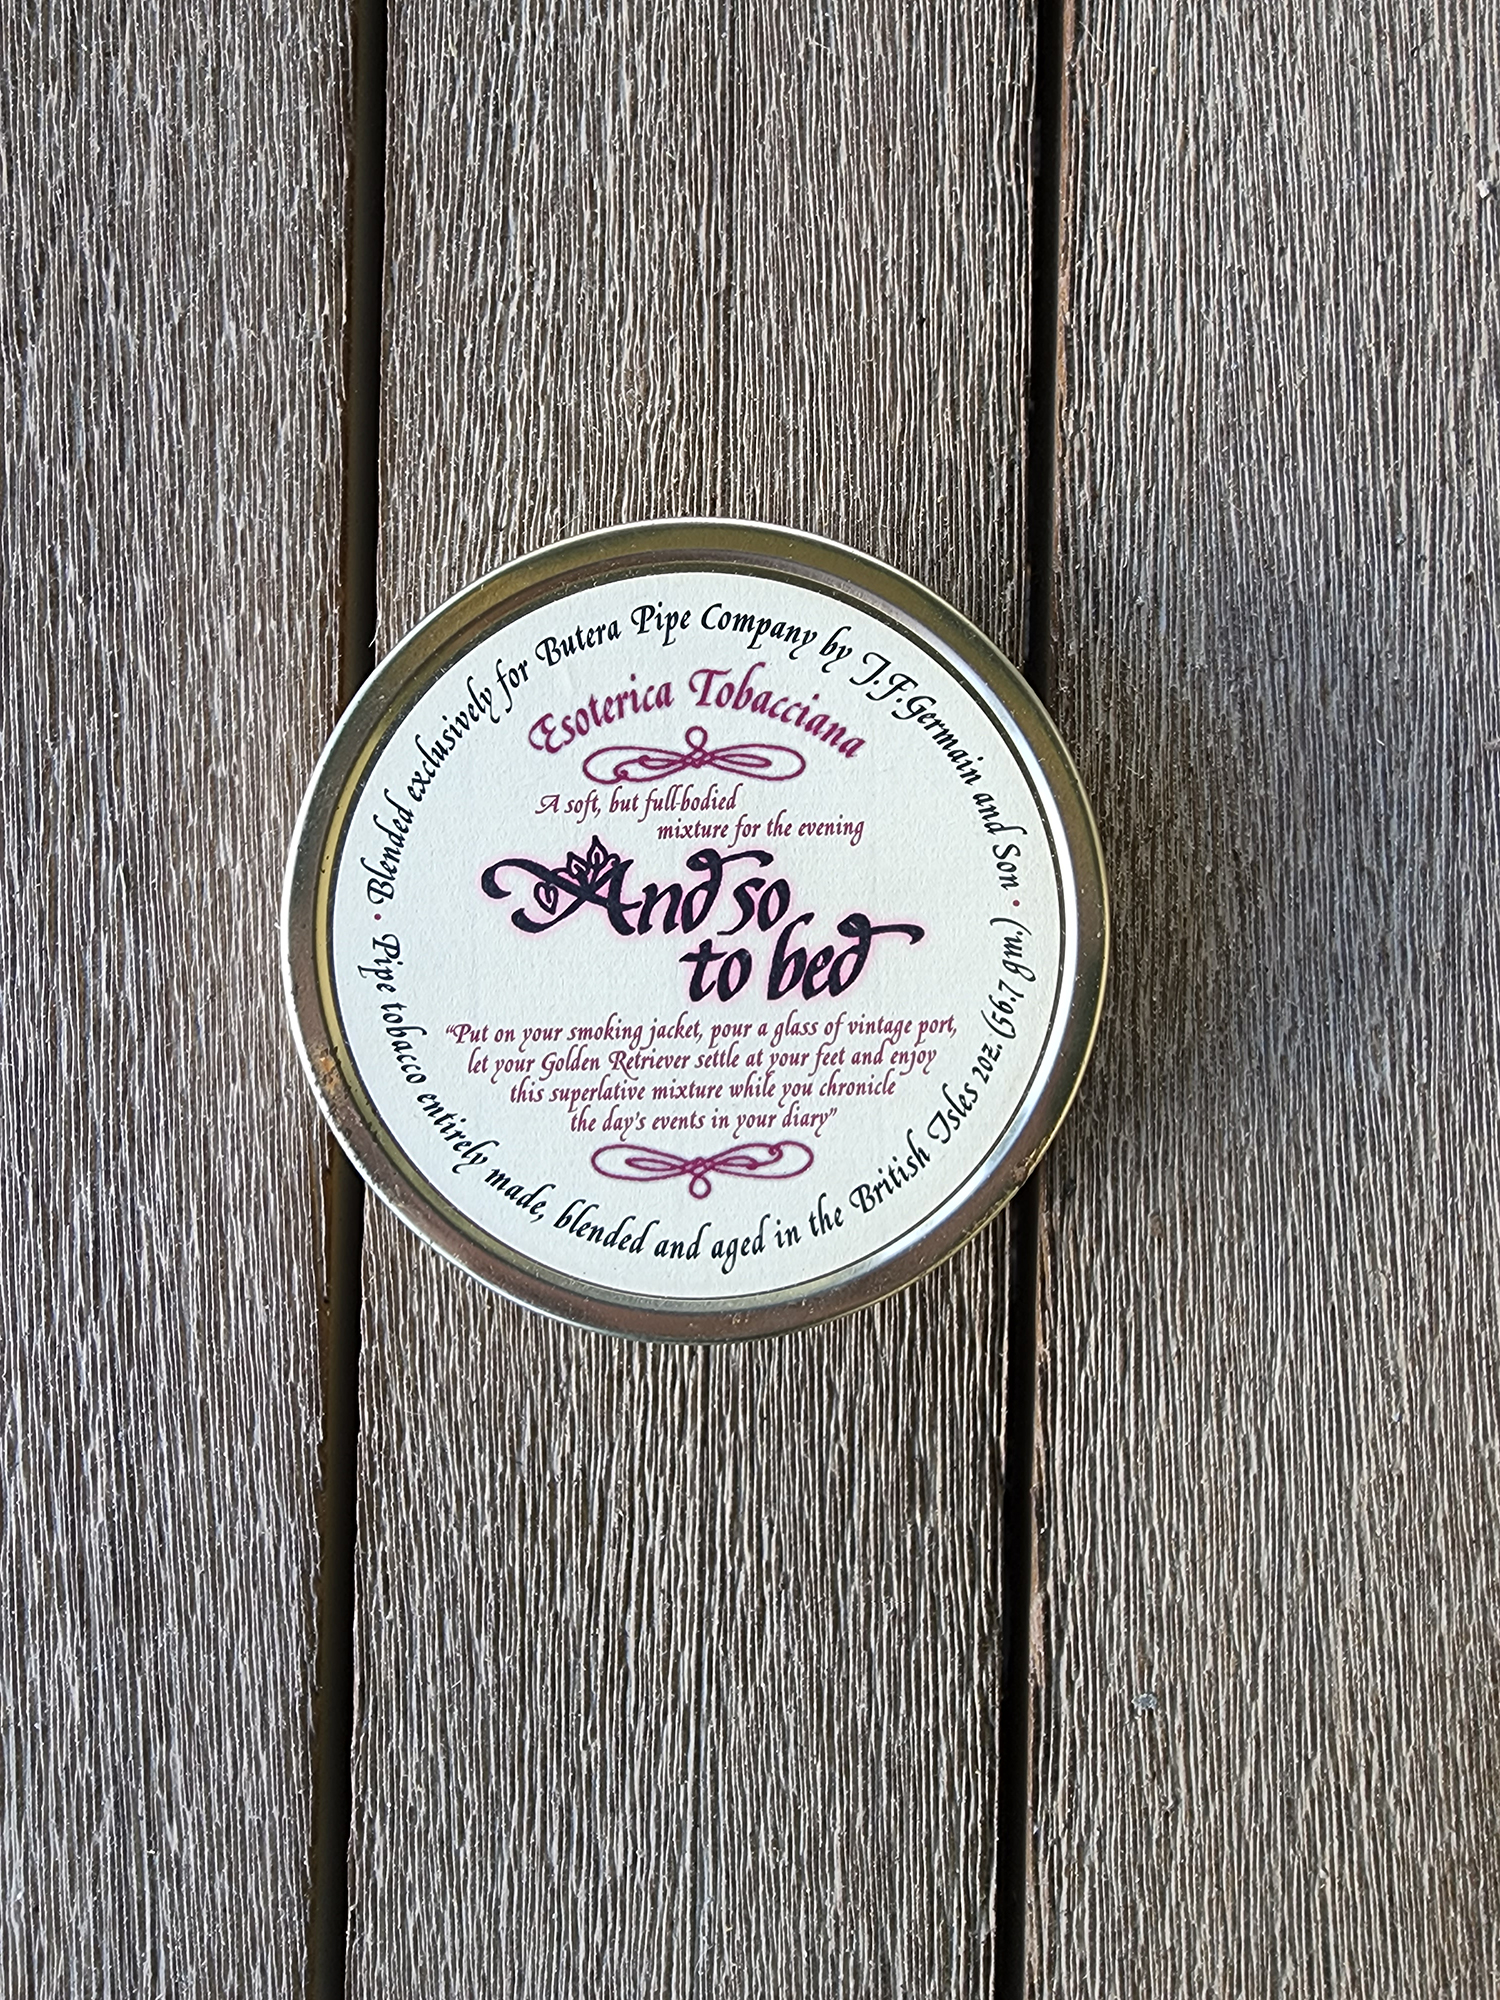 • Blended exclusively for Butera Pipe Company by J.F.Germain and Son •
Esoterica Tobacciana
A soft, but full-bodied
mixture for the evening
And so
to bed
“Put on your smoking jacket, pour a glass of vintage port,
let your Golden Retriever settle at your feet and enjoy
this superlative mixture while you chronicle
the day's events in your diary”
Pipe tobacco entirely made, blended and aged in the British Isles 2oz. (56.7 gm.)